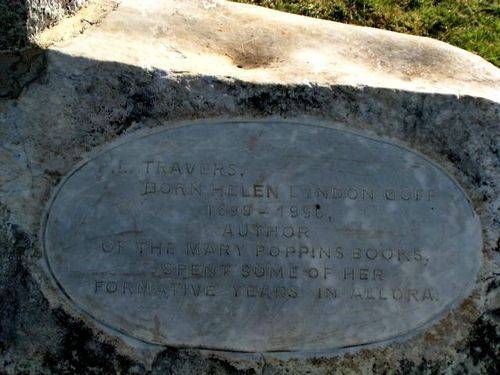 P.L. TRAVERS,
BORN HELEN LYNDON GOFF
1899 - 1996,
AUTHOR
OF THE MARY POPPINS BOOKS,
SPENT SOME OF HER
FORMATIVE YEARS IN ALLORA.